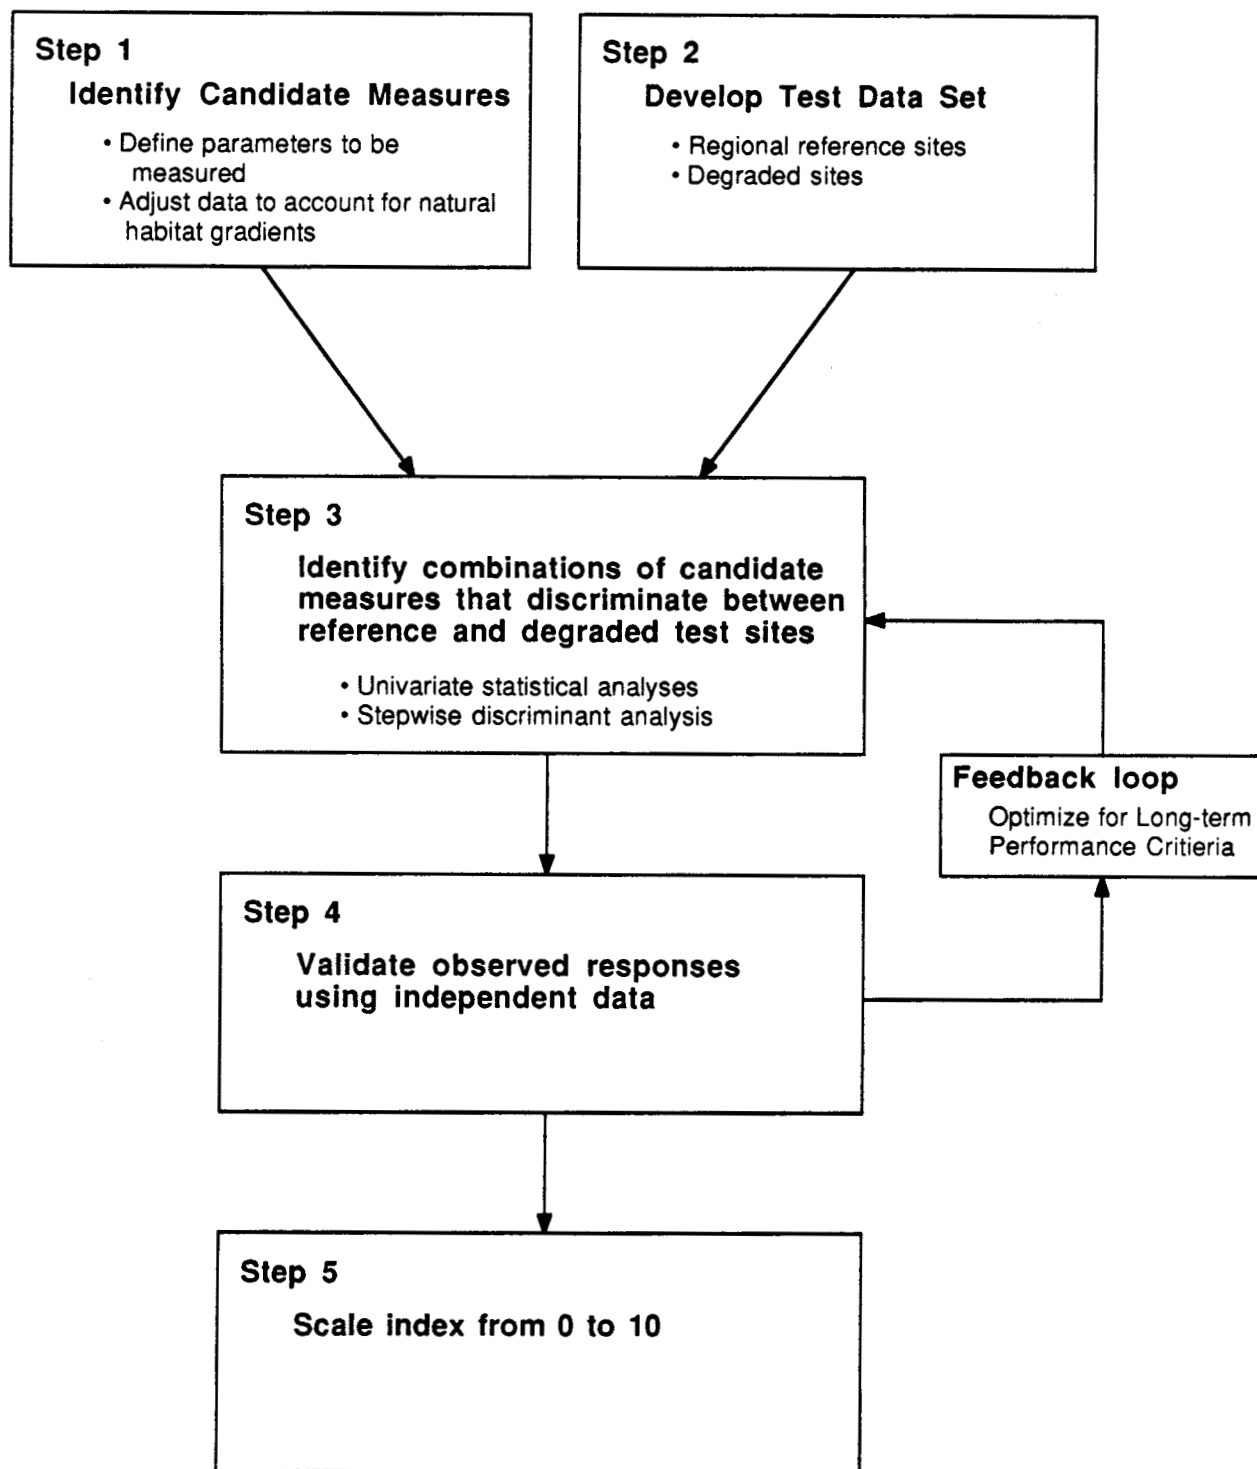 Step 1
Identify Candidate Measures
• Define parameters to be
measured
• Adjust data to account for natural
habitat gradients
Step 2
Develop Test Data Set
• Regional reference sites
• Degraded sites
Step 3
Identify combinations of candidate
measures that discriminate between
reference and degraded test sites
• Univariate statistical analyses
• Stepwise discriminant analysis
Feedback loop
Optimize for Long-term
Performance Critieria
Step 4
Validate observed responses
using independent data
Step 5
Scale index from 0 to 10